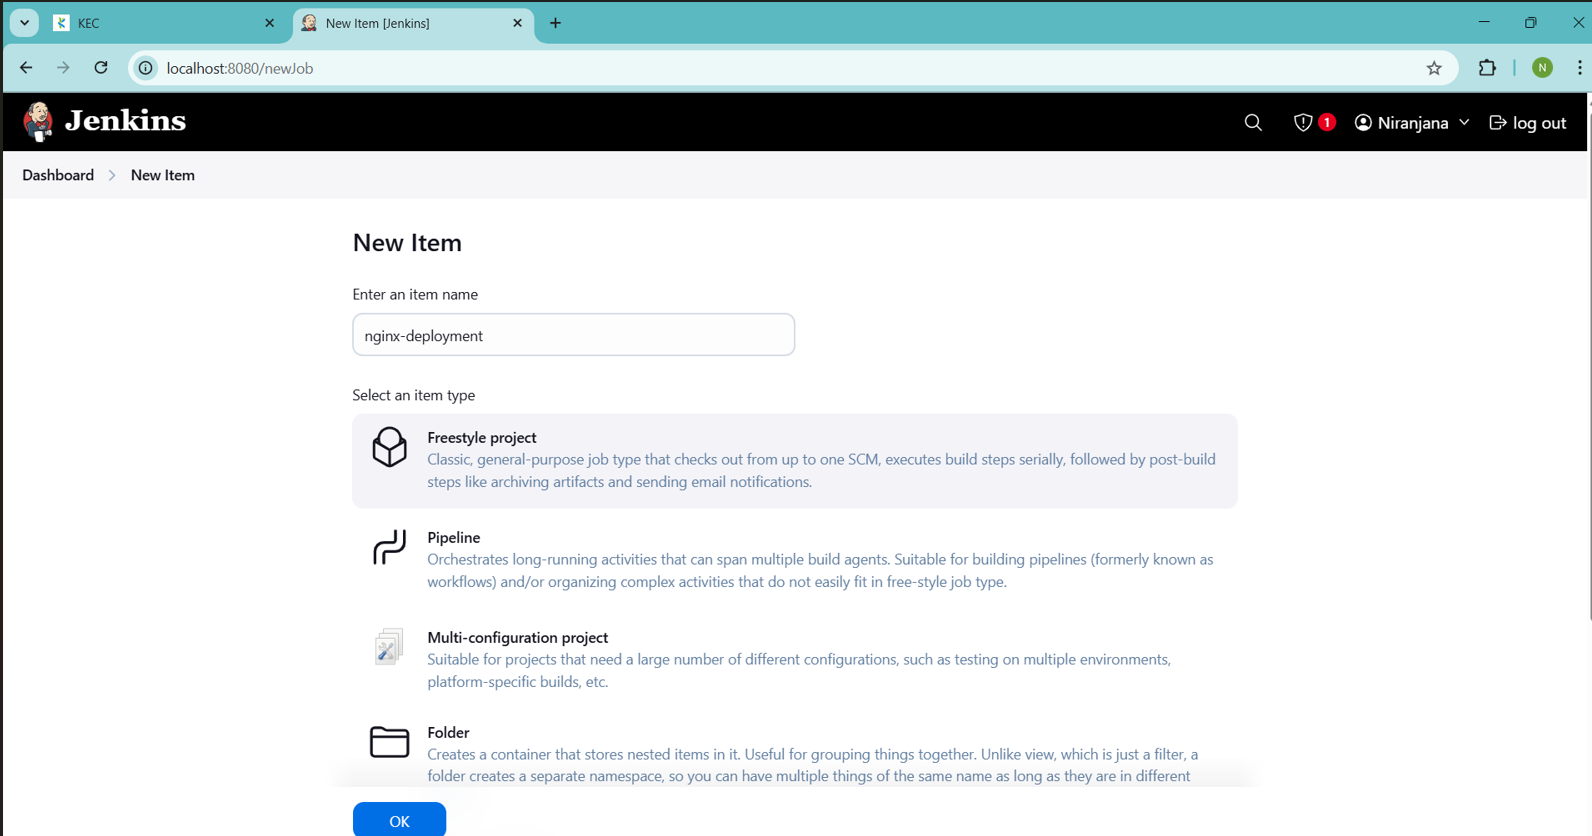 KEC
New Item [Jenkins]
localhost:8080/newJob
N
Jenkins
1
Niranjana
log out
Dashboard
New Item
New Item
Enter an item name
nginx-deployment
Select an item type
Freestyle project
Classic, general-purpose job type that checks out from up to one SCM, executes build steps serially, followed by post-build
steps like archiving artifacts and sending email notifications.
Pipeline
Orchestrates long-running activities that can span multiple build agents. Suitable for building pipelines (formerly known as
workflows) and/or organizing complex activities that do not easily fit in free-style job type.
Multi-configuration project
Suitable for projects that need a large number of different configurations, such as testing on multiple environments,
platform-specific builds, etc.
Folder
Creates a container that stores nested items in it. Useful for grouping things together. Unlike view, which is just a filter, a
folder creates a separate namespace, so you can have multiple things of the same name as long as they are in different
OK